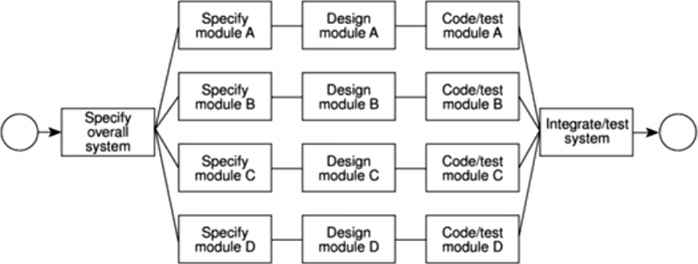 Specify
module A
Design
module A
Code/test
module A
Specify
module B
Design
module B
Code/test
module B
Specify
overall
system
Integrate/test
system
Specify
module C
Design
module C
Code/test
module C
Specify
module D
Design
module D
Code/test
module D